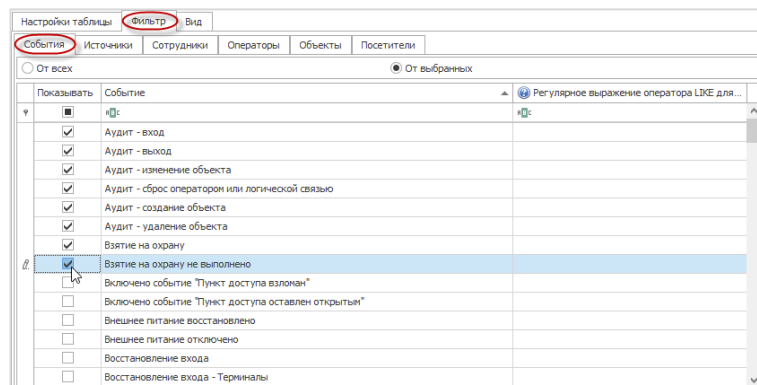 Настройки таблицы Фильтр Вид
События Источники Сотрудники Операторы Объекты Посетители
От всех От выбранных
Показывать Событие Регулярное выражение оператора LIKE для...
Аудит - вход
Аудит - выход
Аудит - изменение объекта
Аудит - сброс оператором или логической связью
Аудит - создание объекта
Аудит - удаление объекта
Взятие на охрану
Взятие на охрану не выполнено
Включено событие "Пункт доступа взломан"
Включено событие "Пункт доступа оставлен открытым"
Внешнее питание восстановлено
Внешнее питание отключено
Восстановление входа
Восстановление входа - Терминалы